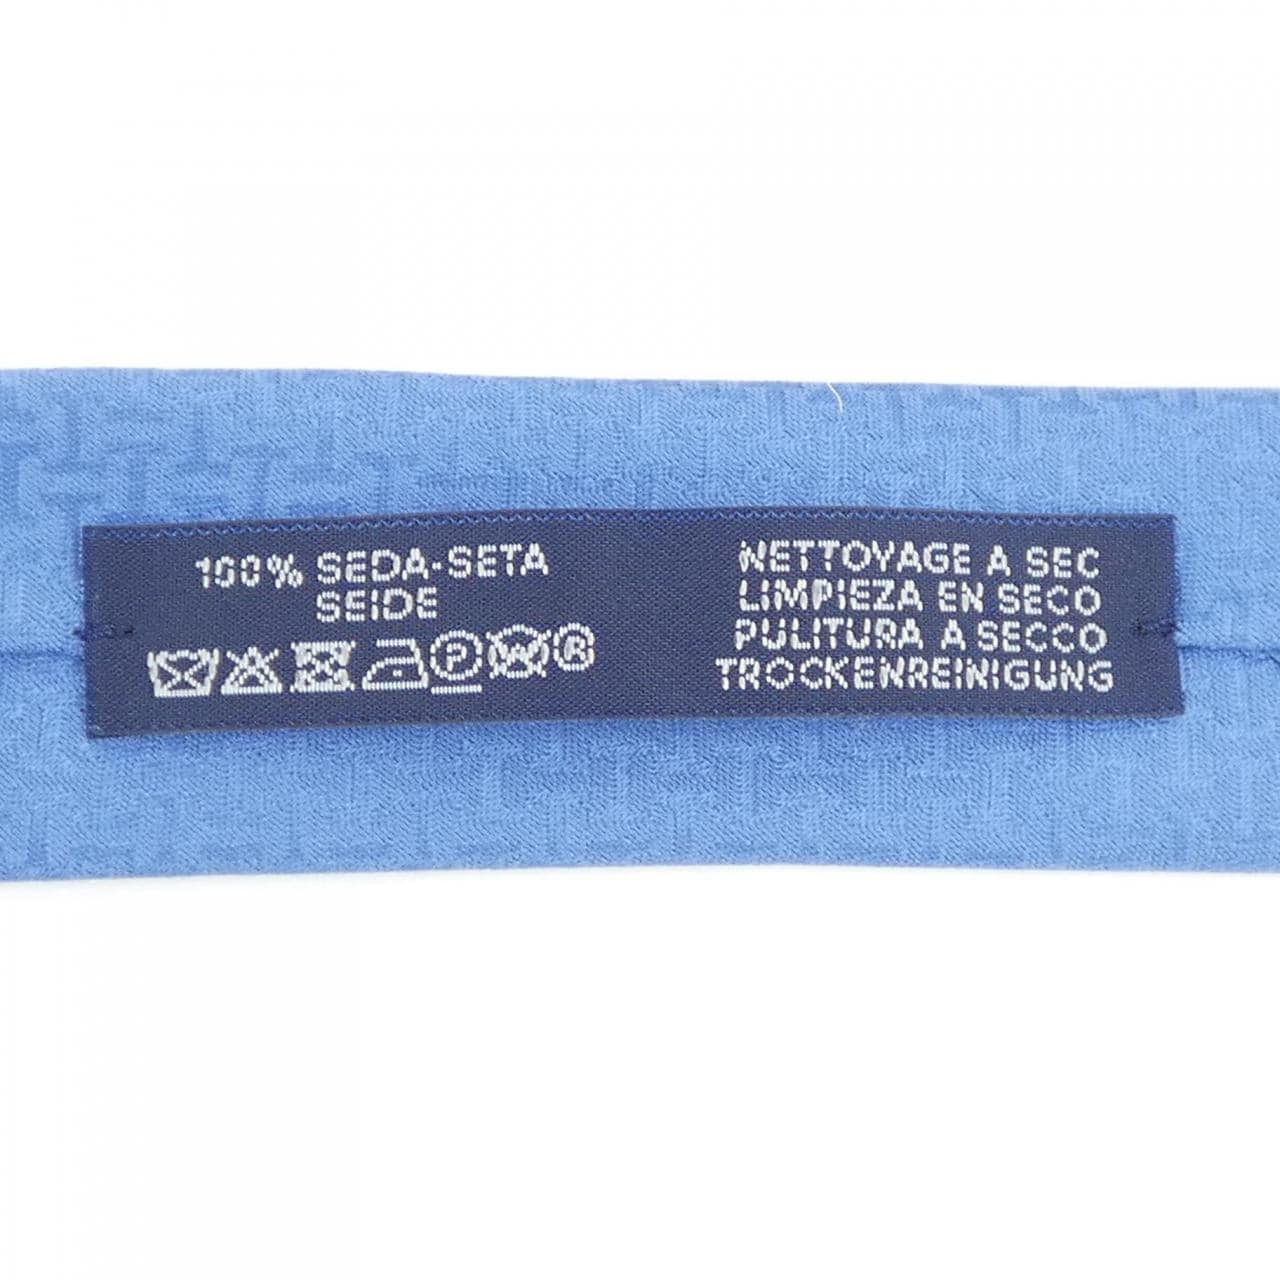 100% SEDA-SETA
SEIDE
P W R
NETTOYAGE A SEC
LIMPIEZA EN SECO
PULITURA A SECCO
TROCKENREINIGUNG